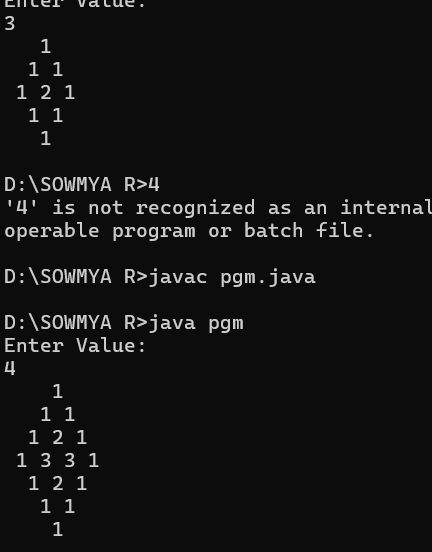 Enter Value:
3
1
1 1
1 2 1
1 1
1
D:\SOWMYA R>4
'4' is not recognized as an internal
operable program or batch file.
D:\SOWMYA R>javac pgm.java
D:\SOWMYA R>java pgm
Enter Value:
4
1
1 1
1 2 1
1 3 3 1
1 2 1
1 1
1